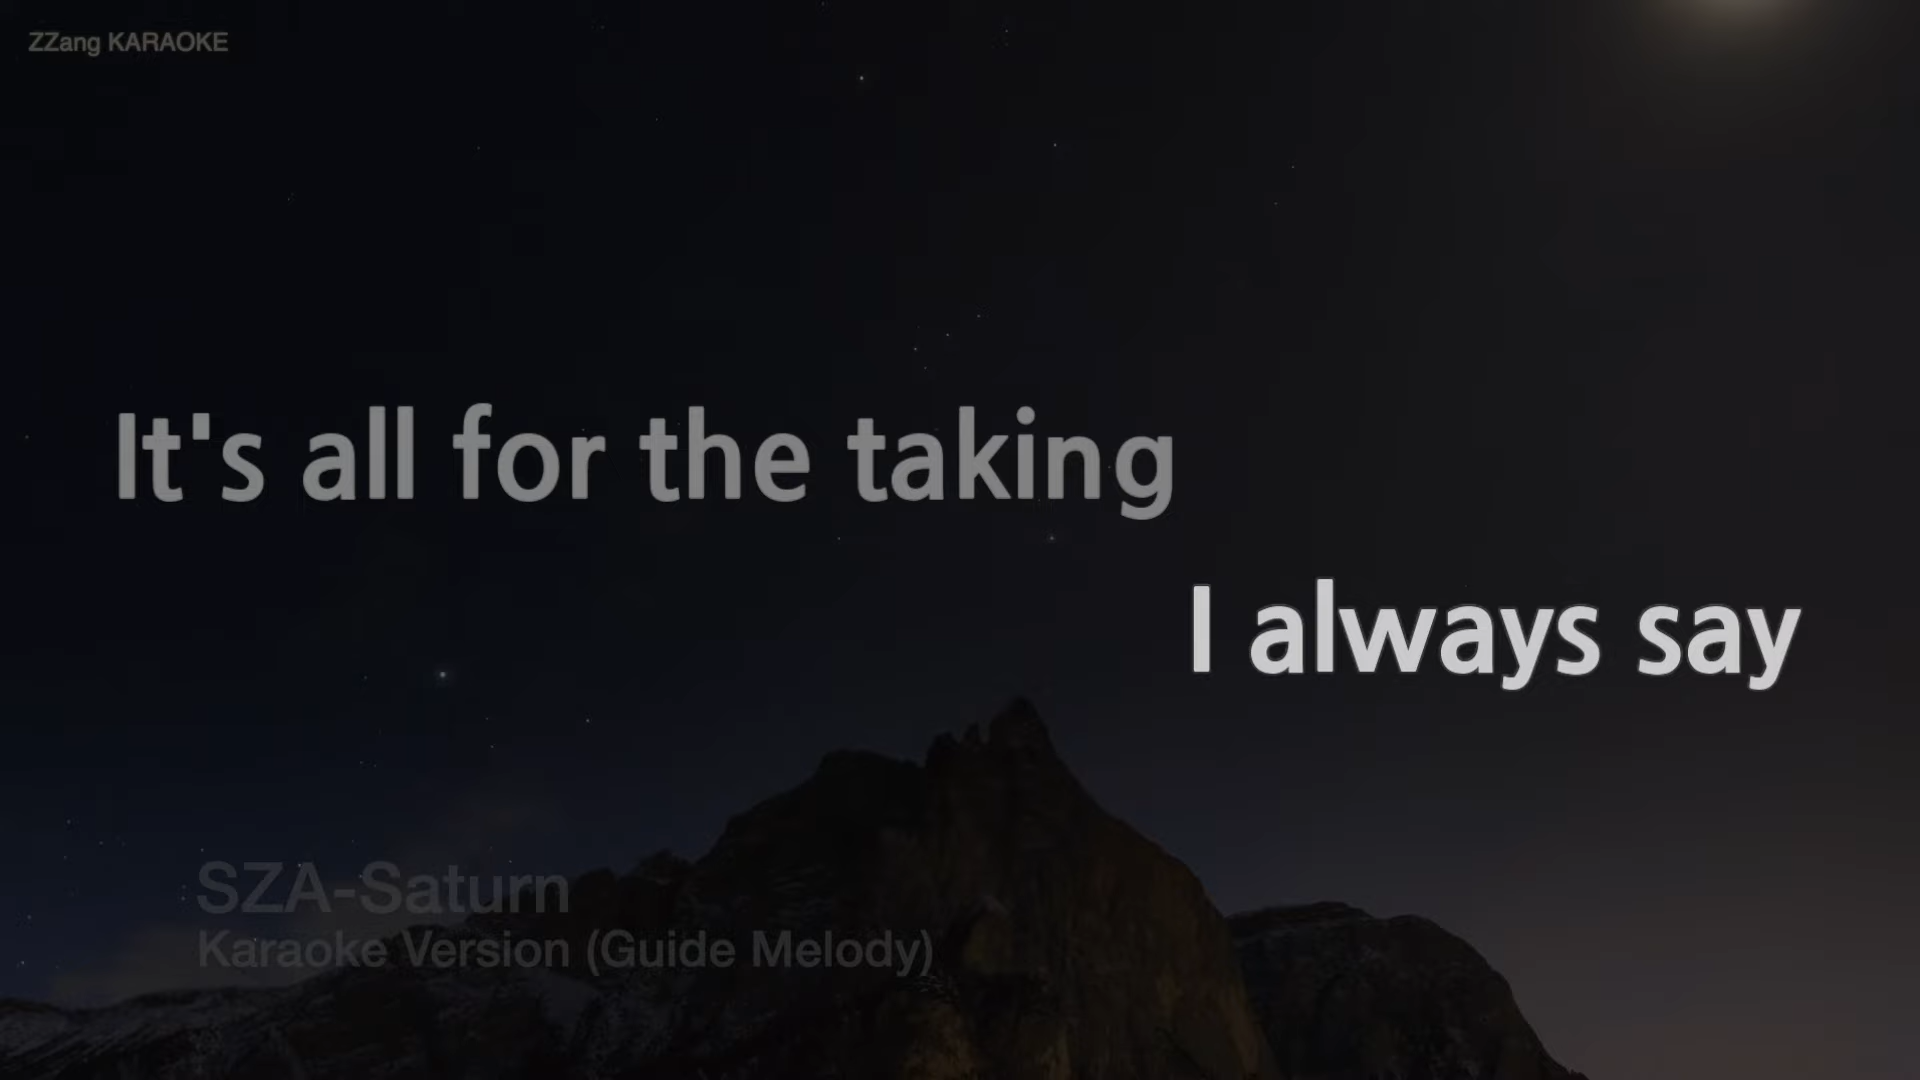 ZZang KARAOKE
It's all for the taking
I always say
SZA-Saturn
Karaoke Version (Guide Melody)